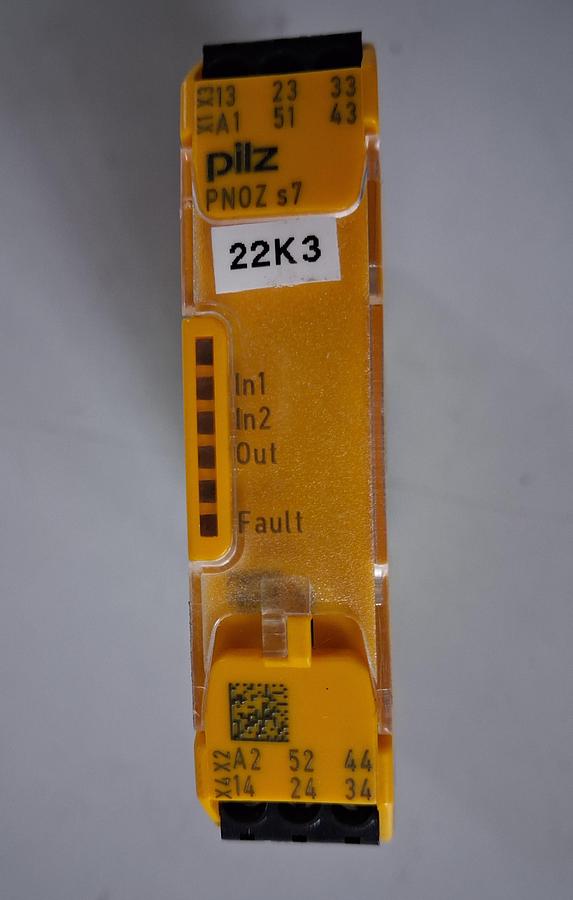 X3 13 23 33
X1 A1 51 43
pilz
PNOZ s7
22K3
In1
In2
Out
Fault
X2 A2 52 44
X4 14 24 34